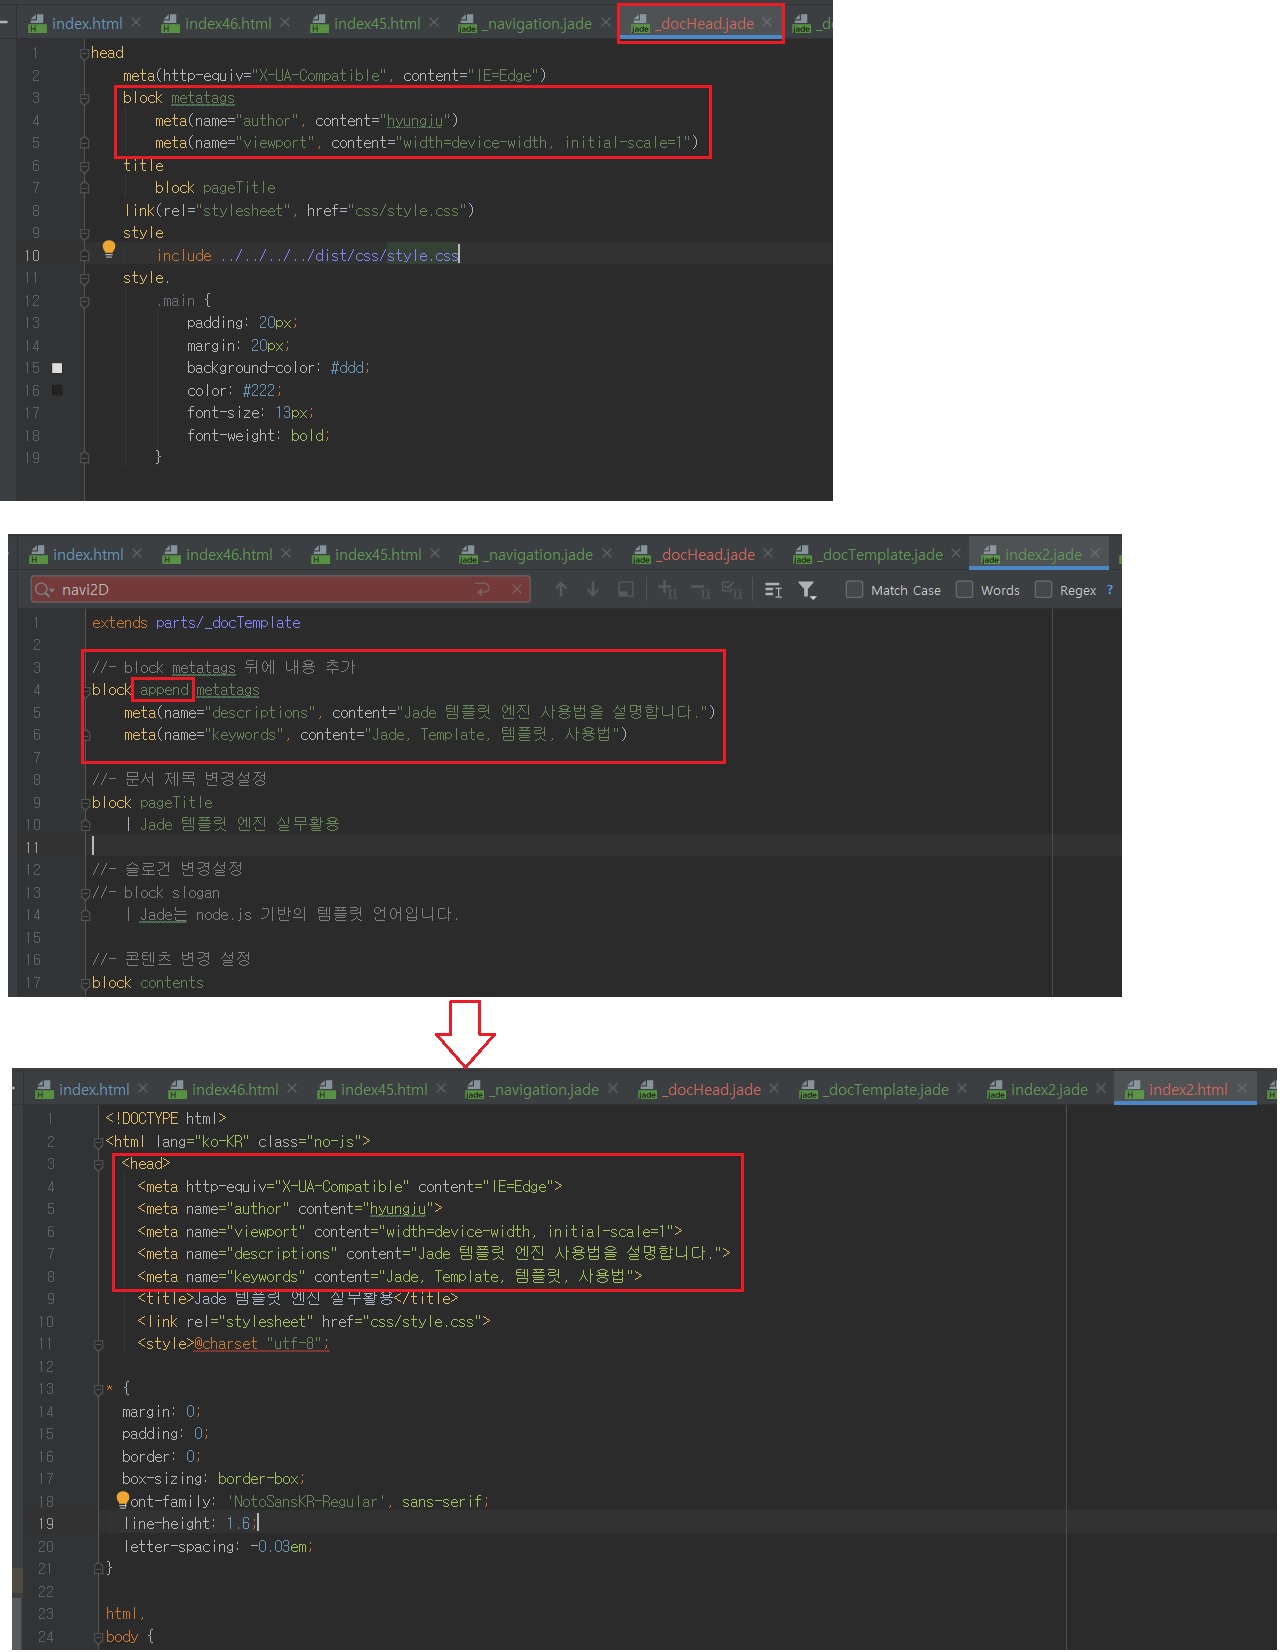 index.html index46.html index45.html _navigation.jade _docHead.jade _d
1 head
2 meta(http-equiv="X-UA-Compatible", content="IE=Edge")
3 block metatags
4 meta(name="author", content="hyungju")
5 meta(name="viewport", content="width=device-width, initial-scale=1")
6 title
7 block pageTitle
8 link(rel="stylesheet", href="css/style.css")
9 style
10 include ../../../../dist/css/style.css
11 style.
12 .main {
13 padding: 20px;
14 margin: 20px;
15 background-color: #ddd;
16 color: #222;
17 font-size: 13px;
18 font-weight: bold;
19 }
index.html index46.html index45.html _navigation.jade _docHead.jade _docTemplate.jade index2.jade
navi2D Match Case Words Regex ?
1 extends parts/_docTemplate
2
3 //- block metatags 뒤에 내용 추가
4 block append metatags
5 meta(name="descriptions", content="Jade 템플릿 엔진 사용법을 설명합니다.")
6 meta(name="keywords", content="Jade, Template, 템플릿, 사용법")
7
8 //- 문서 제목 변경설정
9 block pageTitle
10 | Jade 템플릿 엔진 실무활용
11
12 //- 슬로건 변경설정
13 //- block slogan
14 | Jade는 node.js 기반의 템플릿 언어입니다.
15
16 //- 콘텐츠 변경 설정
17 block contents
index.html index46.html index45.html _navigation.jade _docHead.jade _docTemplate.jade index2.jade index2.html
1 <!DOCTYPE html>
2 <html lang="ko-KR" class="no-js">
3 <head>
4 <meta http-equiv="X-UA-Compatible" content="IE=Edge">
5 <meta name="author" content="hyungju">
6 <meta name="viewport" content="width=device-width, initial-scale=1">
7 <meta name="descriptions" content="Jade 템플릿 엔진 사용법을 설명합니다.">
8 <meta name="keywords" content="Jade, Template, 템플릿, 사용법">
9 <title>Jade 템플릿 엔진 실무활용</title>
10 <link rel="stylesheet" href="css/style.css">
11 <style>@charset "utf-8";
12
13 * {
14 margin: 0;
15 padding: 0;
16 border: 0;
17 box-sizing: border-box;
18 ont-family: 'NotoSansKR-Regular', sans-serif;
19 line-height: 1.6;
20 letter-spacing: -0.03em;
21 }
22
23 html,
24 body {